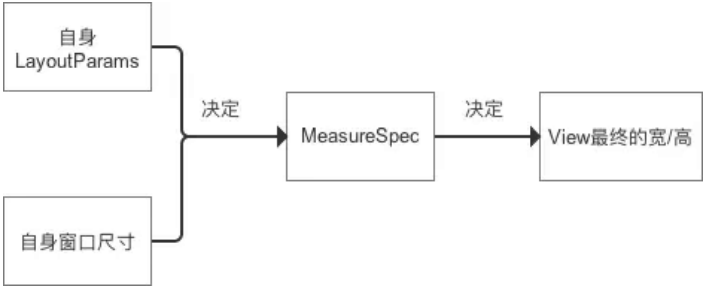 自身
LayoutParams
决定
决定
MeasureSpec
View最终的宽/高
自身窗口尺寸